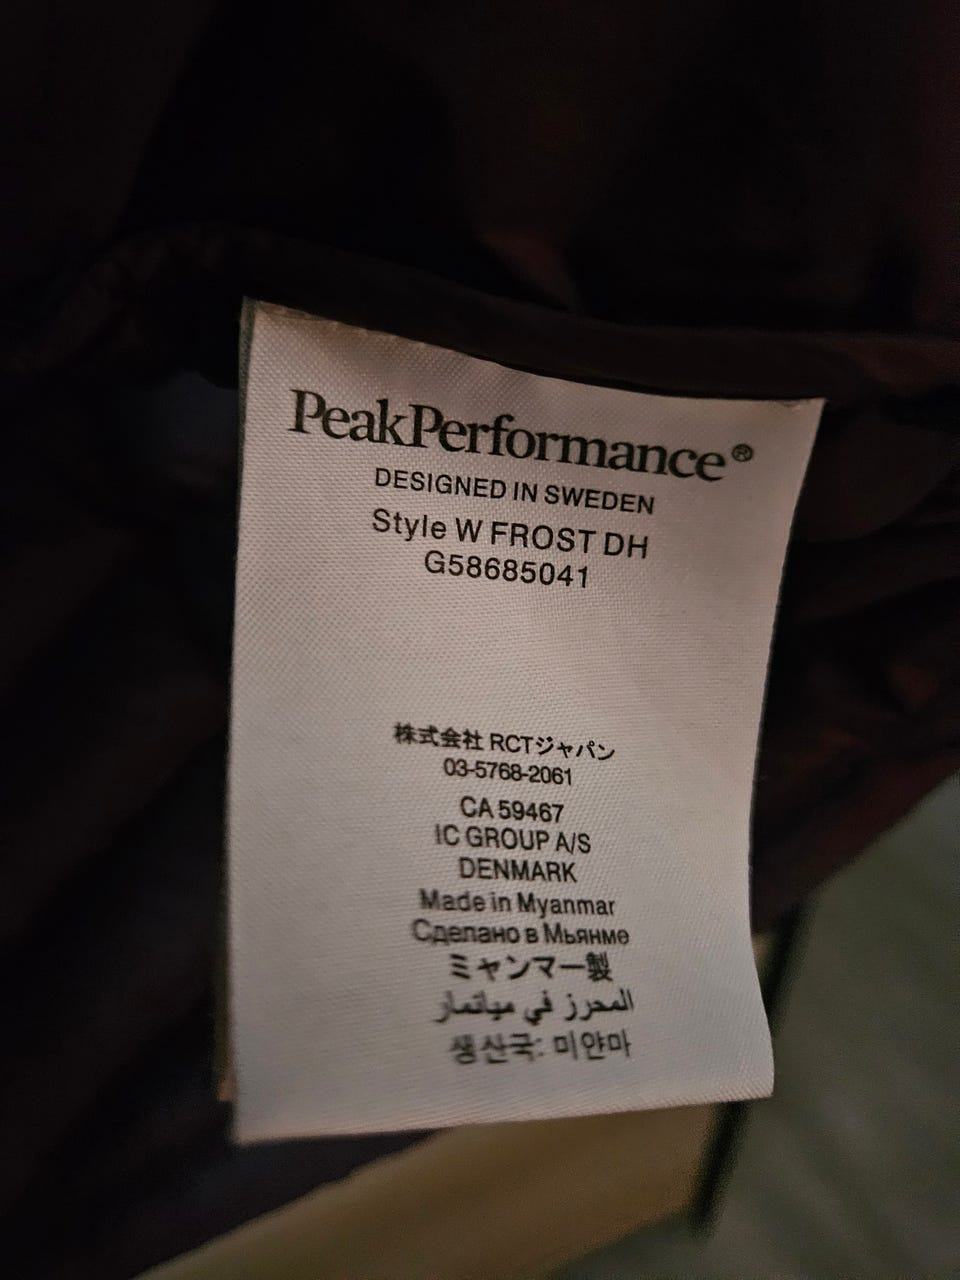 PeakPerformance®
DESIGNED IN SWEDEN
Style W FROST DH
G58685041
株式会社 RCTジャパン
03-5768-2061
CA 59467
IC GROUP A/S
DENMARK
Made in Myanmar
Сделано в Мьянме
ミャンマー製
المحرز في ميانمار
생산국: 미얀마